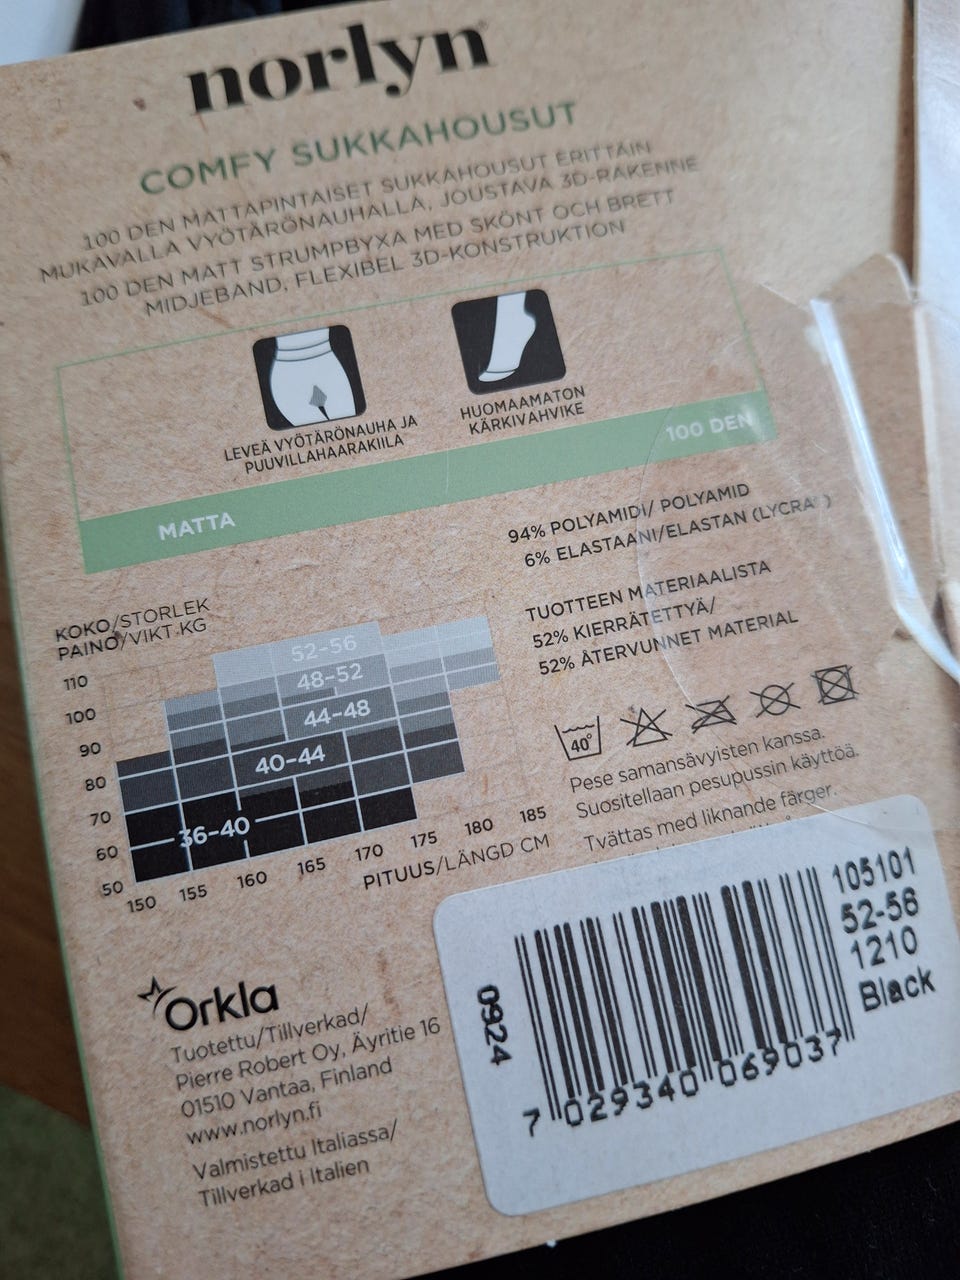 norlyn
COMFY SUKKAHOUSUT
100 DEN MATTAPINTAISET SUKKAHOUSUT ERITTÄIN
MUKAVALLA VYÖTÄRÖNAUHALLA, JOUSTAVA 3D-RAKENNE
100 DEN MATT STRUMPBYXA MED SKÖNT OCH BRETT
MIDJEBAND, FLEXIBEL 3D-KONSTRUKTION
LEVEÄ VYÖTÄRÖNAUHA JA
PUUVILLAHAARAKIILA
HUOMAAMATON
KÄRKIVAHVIKE
MATTA
100 DEN
94% POLYAMIDI/ POLYAMID
6% ELASTAANI/ELASTAN (LYCRA®)
TUOTTEEN MATERIAALISTA
52% KIERRÄTETTYÄ/
52% ÅTERVUNNET MATERIAL
KOKO/STORLEK
PAINO/VIKT KG
110
100
90
80
70
60
50
52-56
48-52
44-48
40-44
36-40
150
155
160
165
170
175
180
185
PITUUS/LÄNGD CM
40°
Pese samansävyisten kanssa.
Suositellaan pesupussin käyttöä.
Tvättas med liknande färger.
Orkla
Tuotettu/Tillverkad/
Pierre Robert Oy, Äyritie 16
01510 Vantaa, Finland
www.norlyn.fi
Valmistettu Italiassa/
Tillverkad i Italien
105101
52-56
1210
Black
0924
7 029340 069037